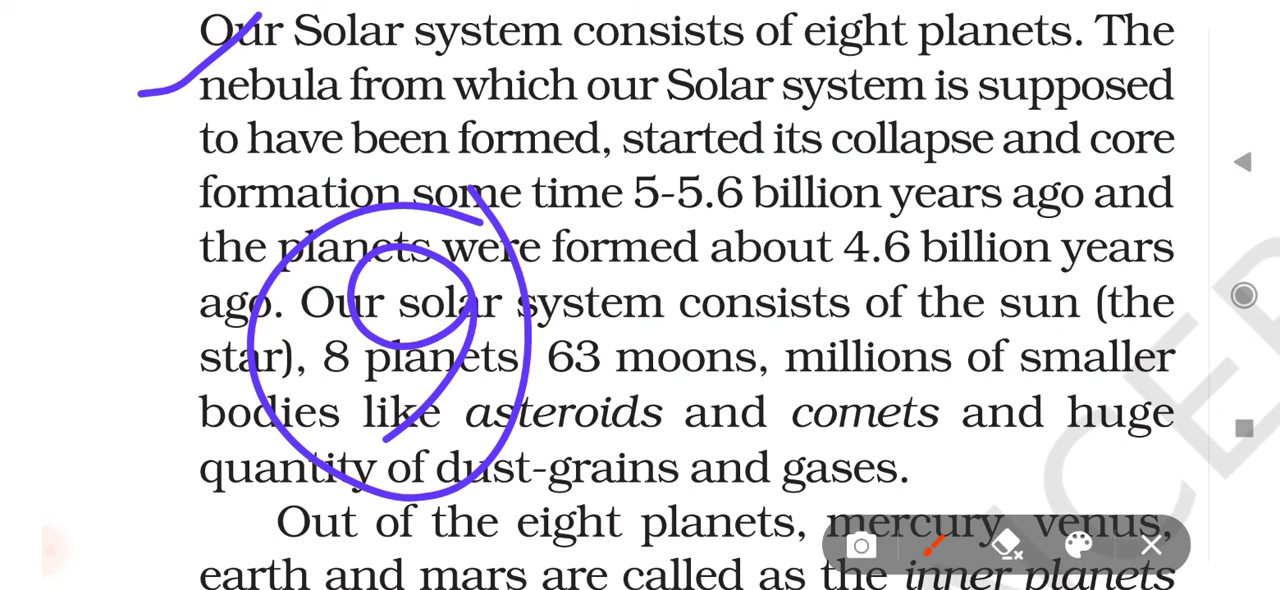 Our Solar system consists of eight planets. The
nebula from which our Solar system is supposed
to have been formed, started its collapse and core
formation some time 5-5.6 billion years ago and
the planets were formed about 4.6 billion years
ago. Our solar system consists of the sun (the
star), 8 planets, 63 moons, millions of smaller
bodies like asteroids and comets and huge
quantity of dust-grains and gases.
9
Out of the eight planets, mercury, venus,
earth and mars are called as the inner planets